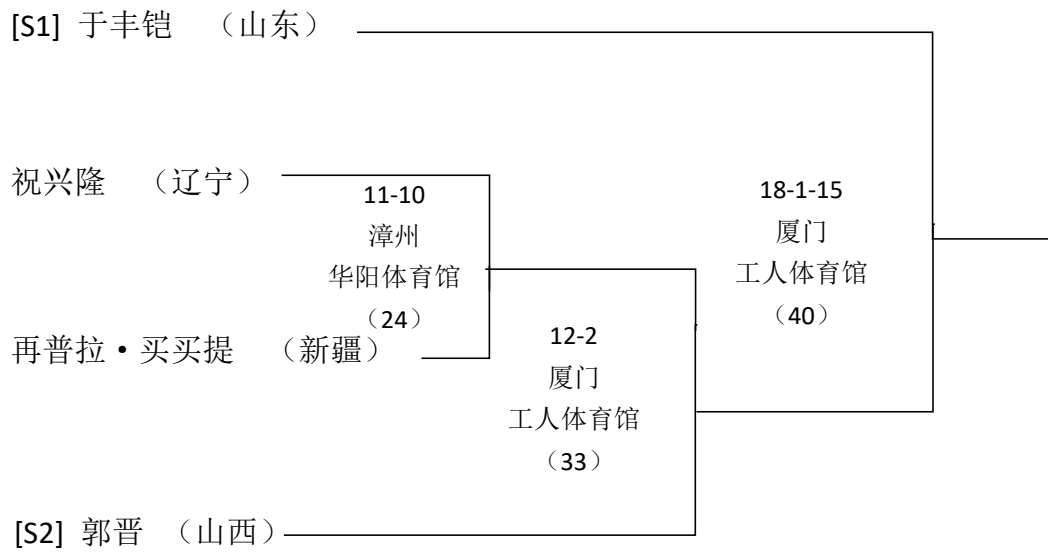 [S1] 于丰铠 （山东）
祝兴隆 （辽宁）
11-10
漳州
华阳体育馆
（24）
18-1-15
厦门
工人体育馆
（40）
再普拉·买买提 （新疆）
12-2
厦门
工人体育馆
（33）
[S2] 郭晋 （山西）